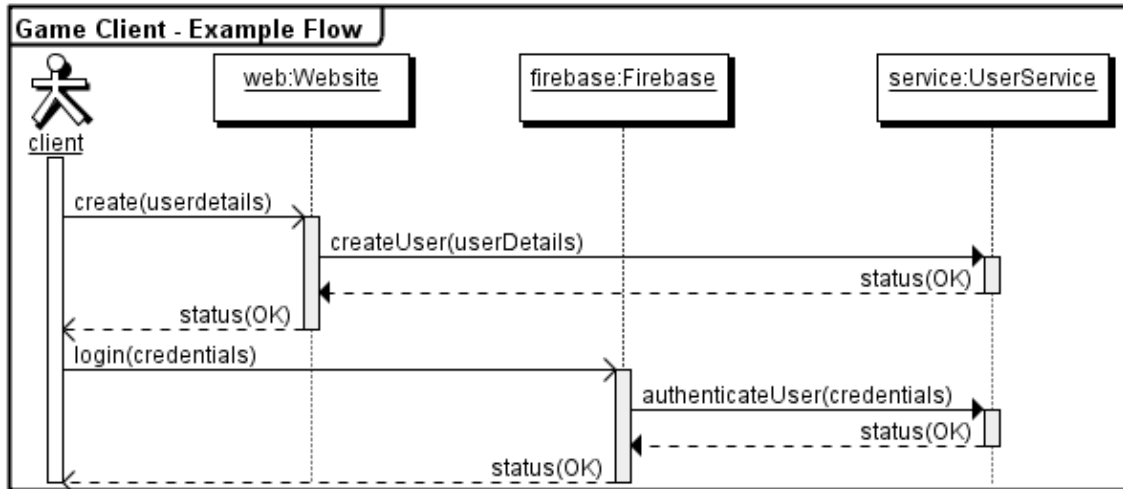 Game Client - Example Flow
web:Website
firebase:Firebase
service:UserService
client
create(userdetails)
createUser(userDetails)
status(OK)
status(OK)
login(credentials)
authenticateUser(credentials)
status(OK)
status(OK)